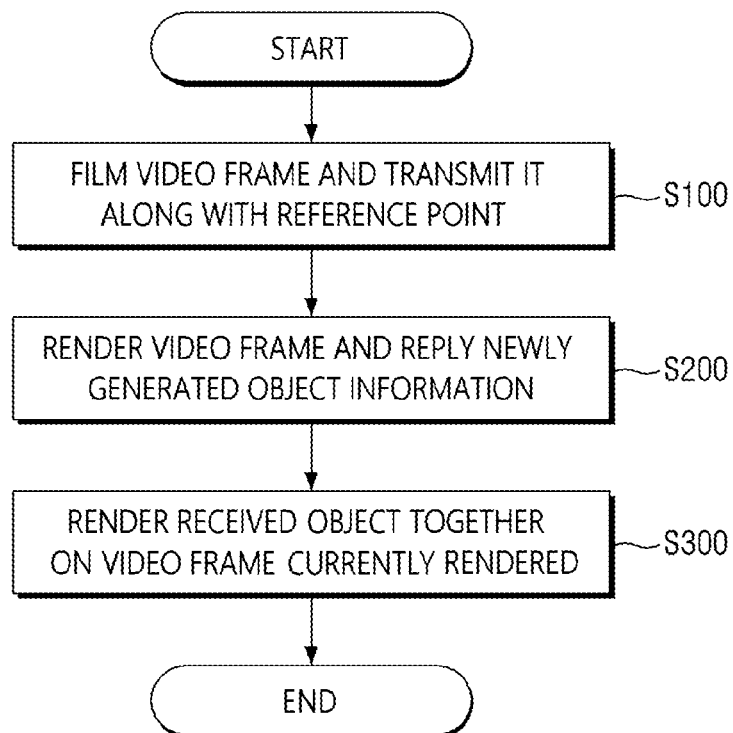 START
FILM VIDEO FRAME AND TRANSMIT IT
ALONG WITH REFERENCE POINT
S100
RENDER VIDEO FRAME AND REPLY NEWLY
GENERATED OBJECT INFORMATION
S200
RENDER RECEIVED OBJECT TOGETHER
ON VIDEO FRAME CURRENTLY RENDERED
S300
END